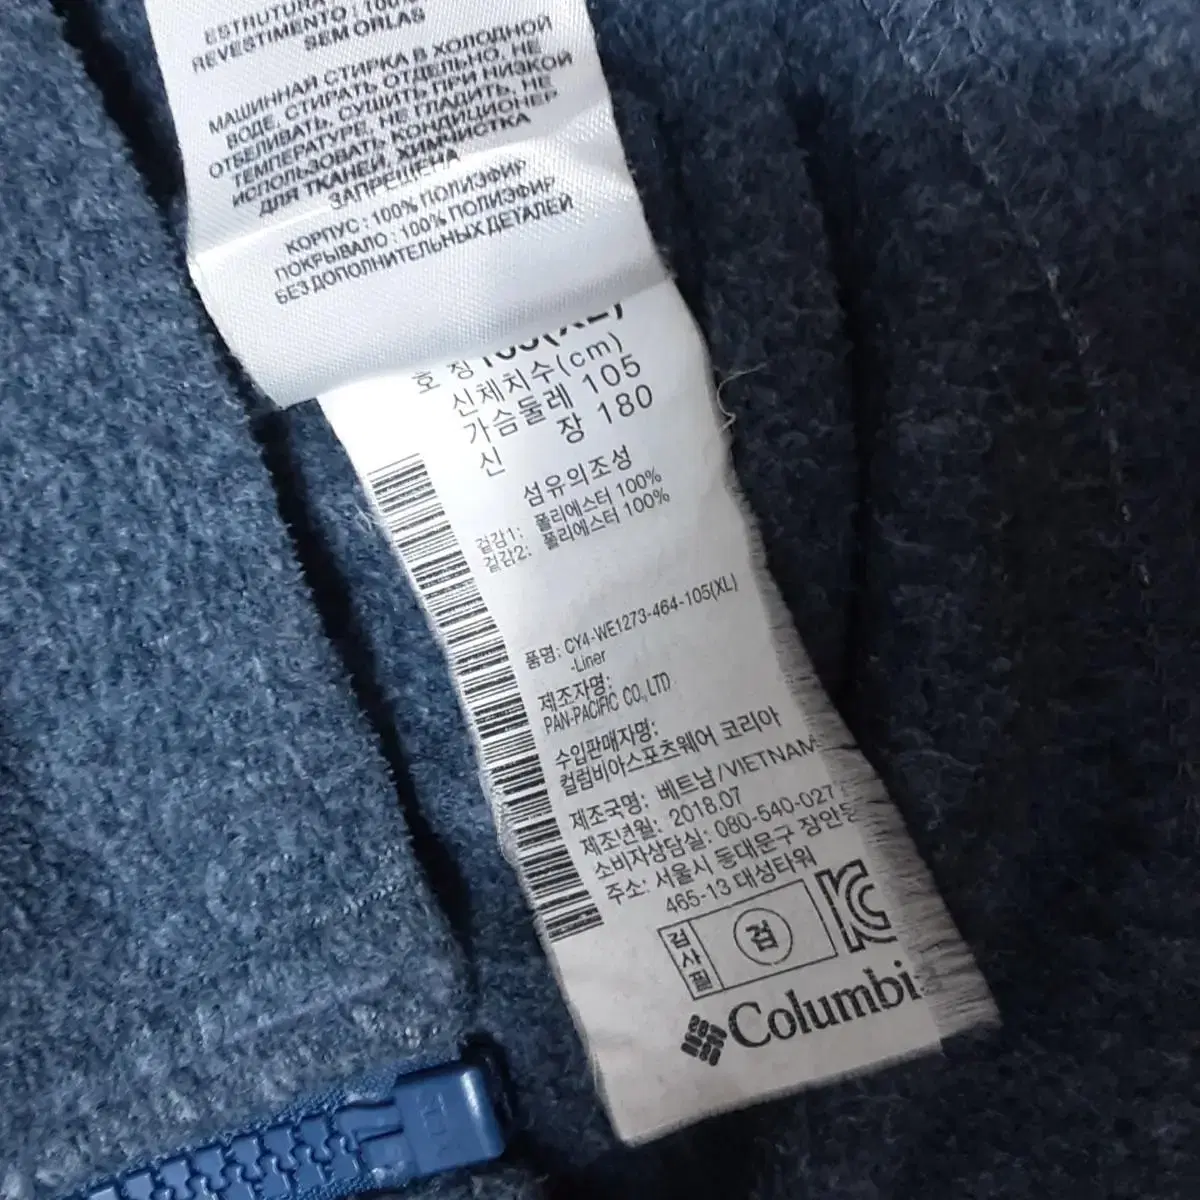 ESTRUTURA
REVESTIMENTO : 100%
SEM ORLAS
МАШИННАЯ СТИРКА В ХОЛОДНОЙ
ВОДЕ, СТИРАТЬ ОТДЕЛЬНО, НЕ
ОТБЕЛИВАТЬ, СУШИТЬ ПРИ НИЗКОЙ
ТЕМПЕРАТУРЕ, НЕ ГЛАДИТЬ, НЕ
ИСПОЛЬЗОВАТЬ КОНДИЦИОНЕР
ДЛЯ ТКАНЕЙ, ХИМЧИСТКА
ЗАПРЕЩЕНА
КОРПУС : 100% ПОЛИЭФИР
ПОКРЫВАЛО : 100% ПОЛИЭФИР
БЕЗ ДОПОЛНИТЕЛЬНЫХ ДЕТАЛЕЙ
호 칭 105(XL)
신체치수(cm)
가슴둘레 105
신 장 180
섬유의조성
겉감1: 폴리에스터 100%
겉감2: 폴리에스터 100%
품명: CY4-WE1273-464-105(XL)
-Liner
제조자명:
PAN-PACIFIC CO., LTD
수입판매자명:
컬럼비아스포츠웨어 코리아
제조국명: 베트남/VIETNAM
제조년월: 2018.07
소비자상담실: 080-540-027
주소: 서울시 동대문구 장안동
465-13 대성타워
검사필 검
Columbi